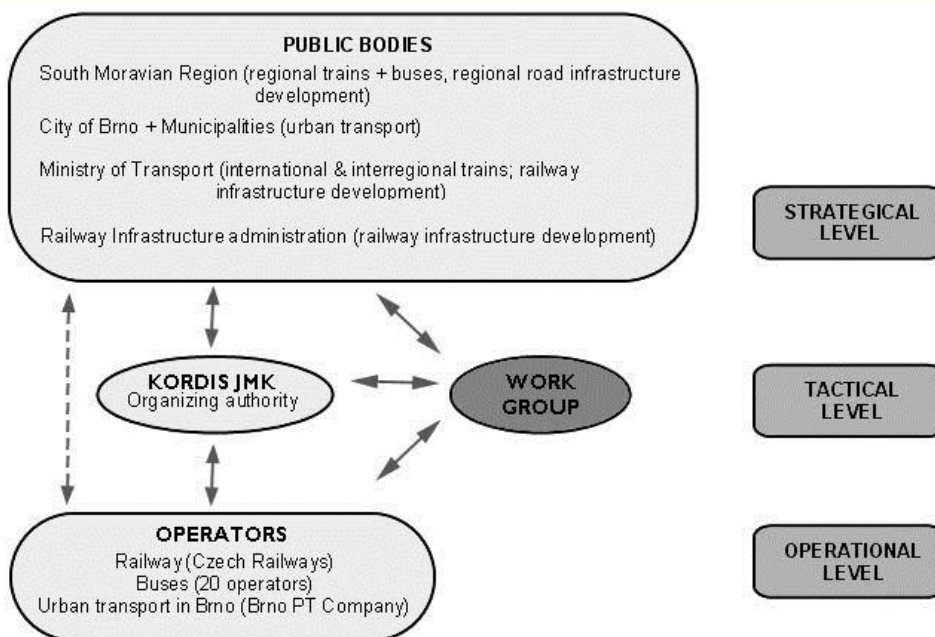 PUBLIC BODIES
South Moravian Region (regional trains + buses, regional road infrastructure
development)
City of Brno + Municipalities (urban transport)
Ministry of Transport (international & interregional trains; railway
infrastructure development)
Railway Infrastructure administration (railway infrastructure development)
STRATEGICAL
LEVEL
KORDIS JMK
Organizing authority
WORK
GROUP
TACTICAL
LEVEL
OPERATORS
Railway (Czech Railways)
Buses (20 operators)
Urban transport in Brno (Brno PT Company)
OPERATIONAL
LEVEL